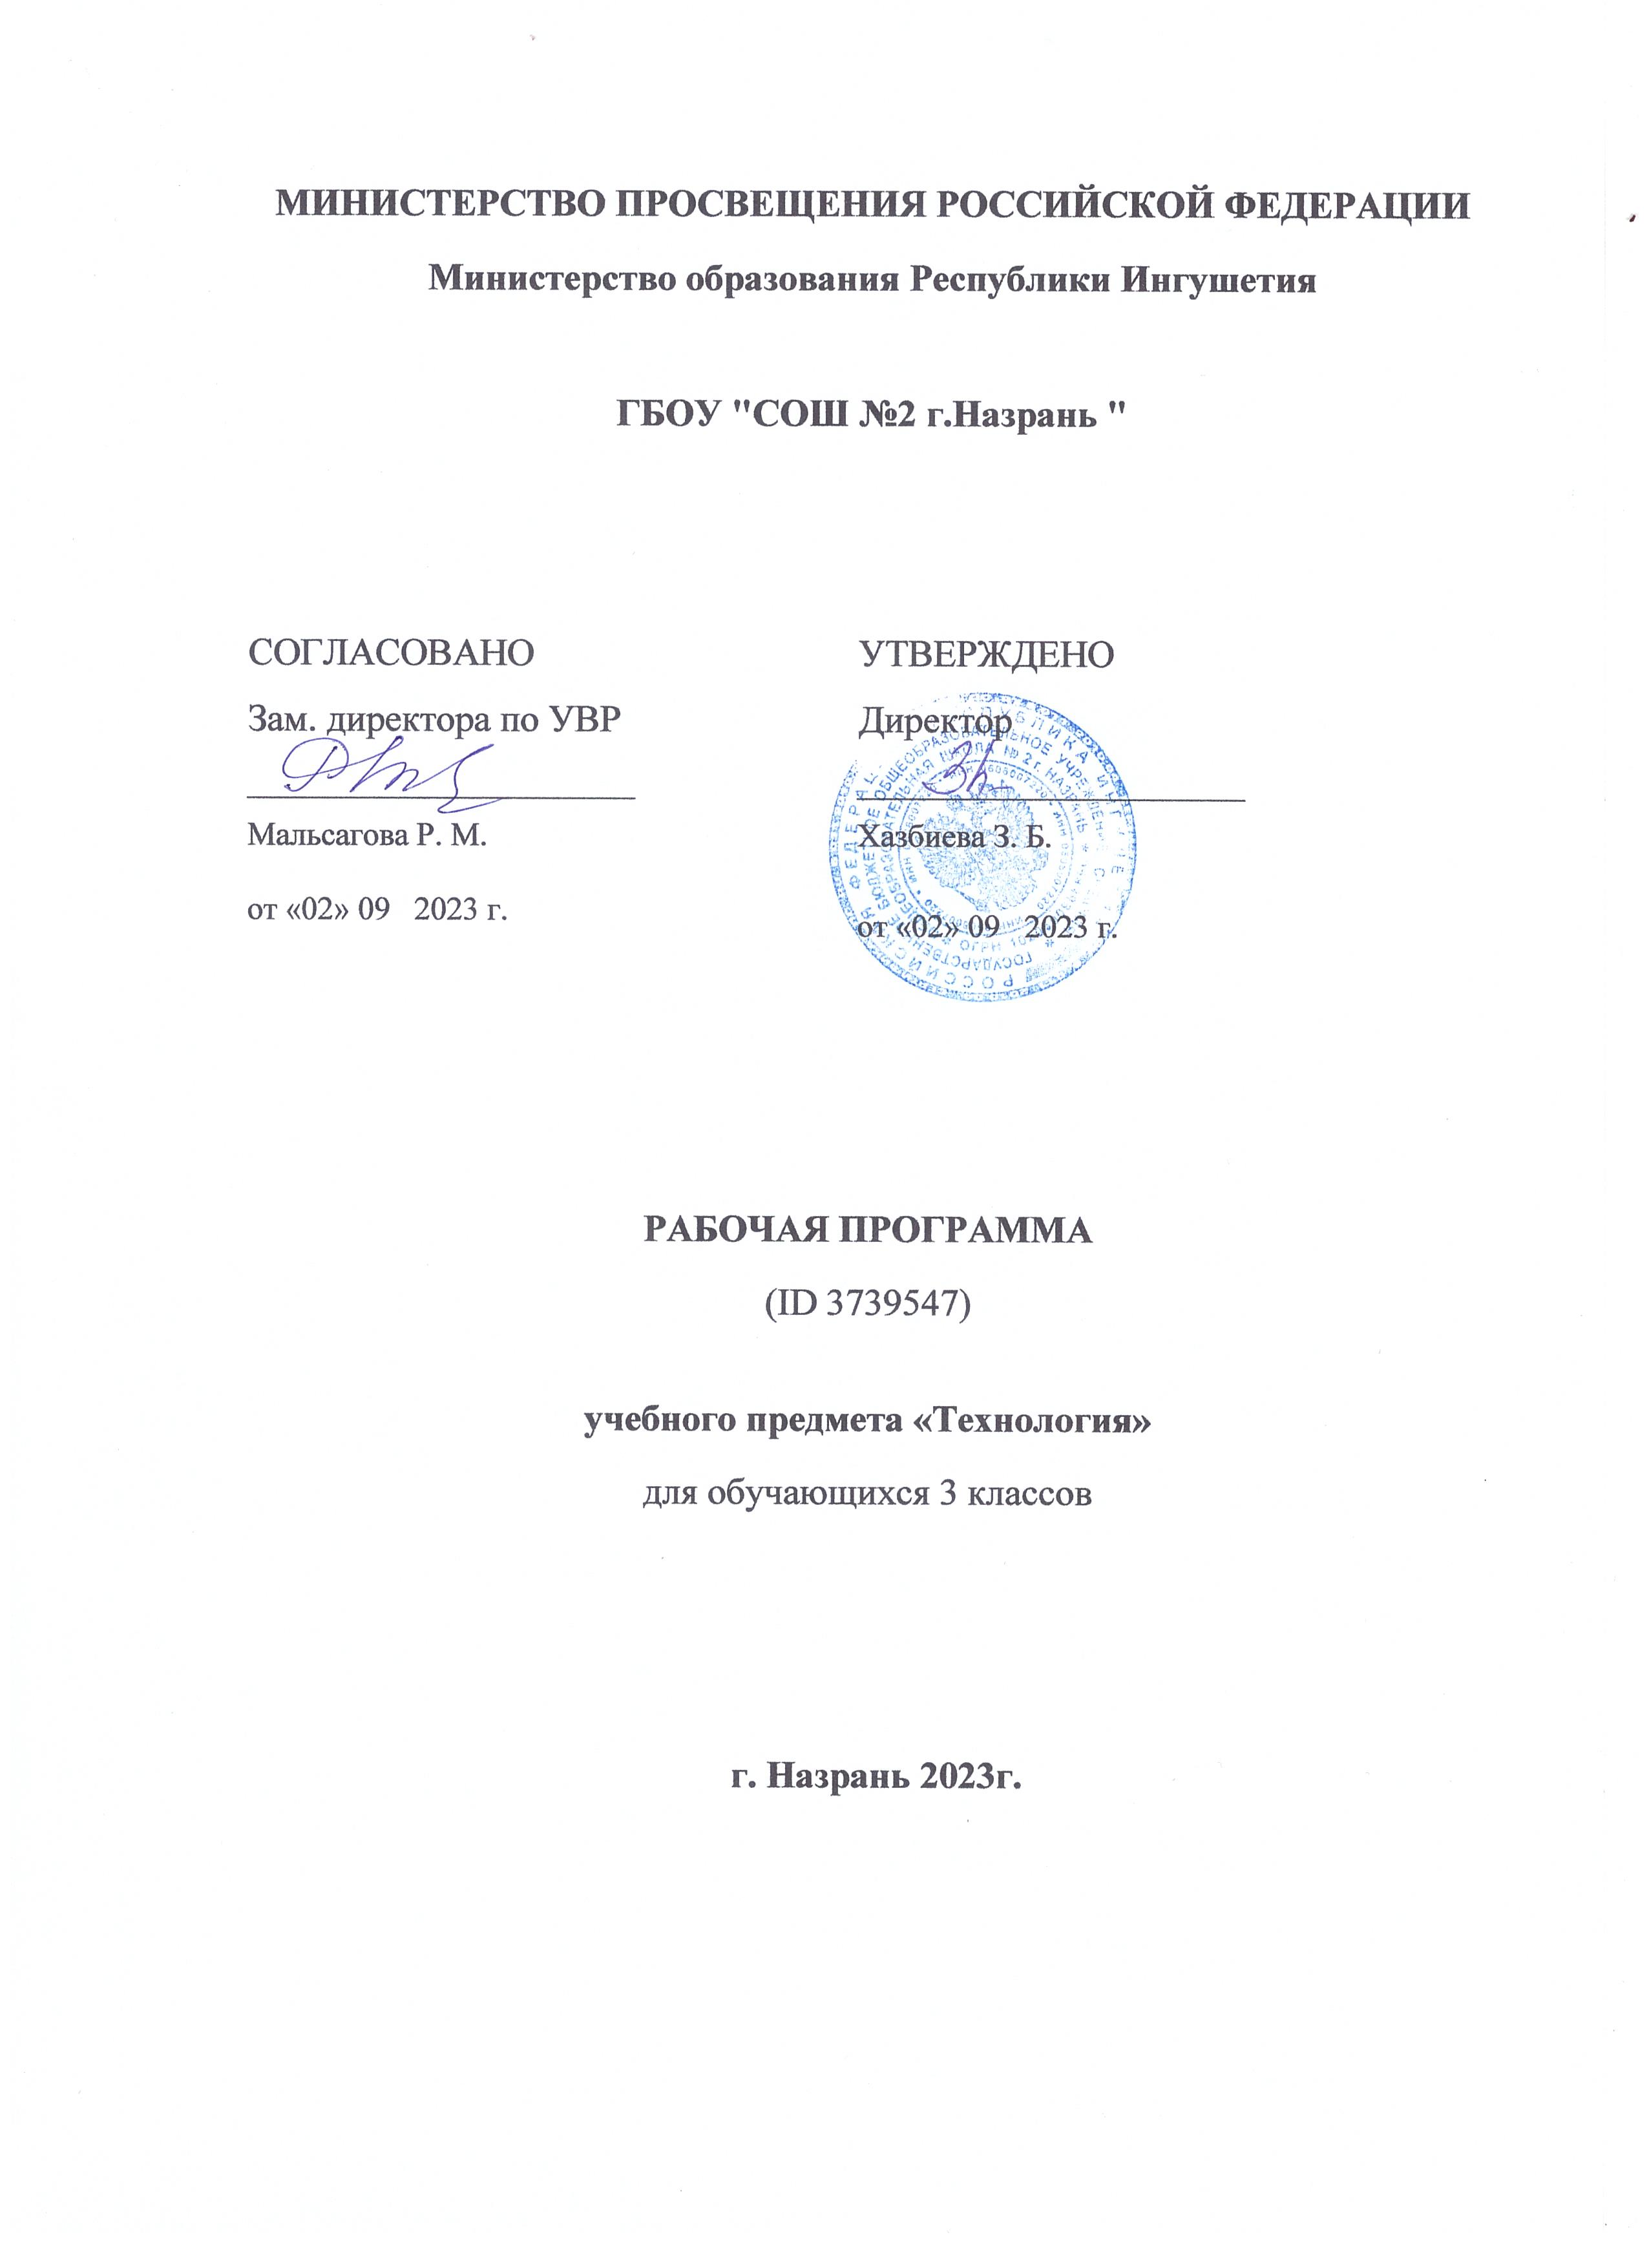 МИНИСТЕРСТВО ПРОСВЕЩЕНИЯ РОССИЙСКОЙ ФЕДЕРАЦИИ
Министерство образования Республики Ингушетия
ГБОУ "СОШ №2 г.Назрань "
СОГЛАСОВАНО
Зам. директора по УВР
Мальсагова Р. М.
от «02» 09 2023 г.
УТВЕРЖДЕНО
Директор
Хазбиева З. Б.
от «02» 09 2023 г.
РАБОЧАЯ ПРОГРАММА
(ID 3739547)
учебного предмета «Технология»
для обучающихся 3 классов
г. Назрань 2023г.